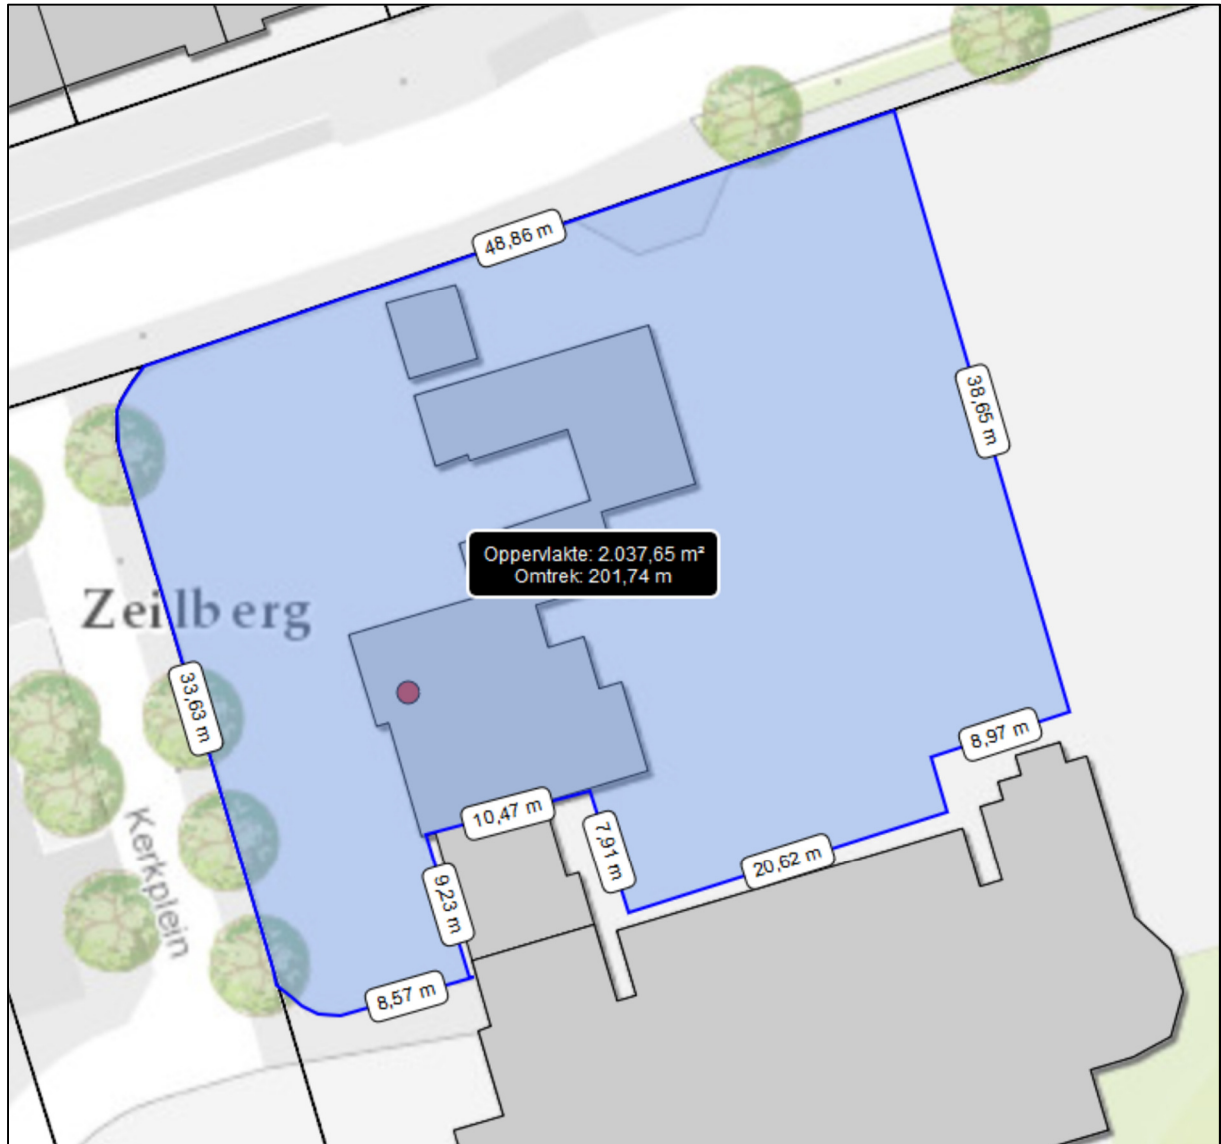 48,86 m
38,65 m
Oppervlakte: 2.037,65 m²
Omtrek: 201,74 m
Zeilberg
33,63 m
8,97 m
10,47 m
7,91 m
20,62 m
Kerkplein
9,23 m
8,57 m